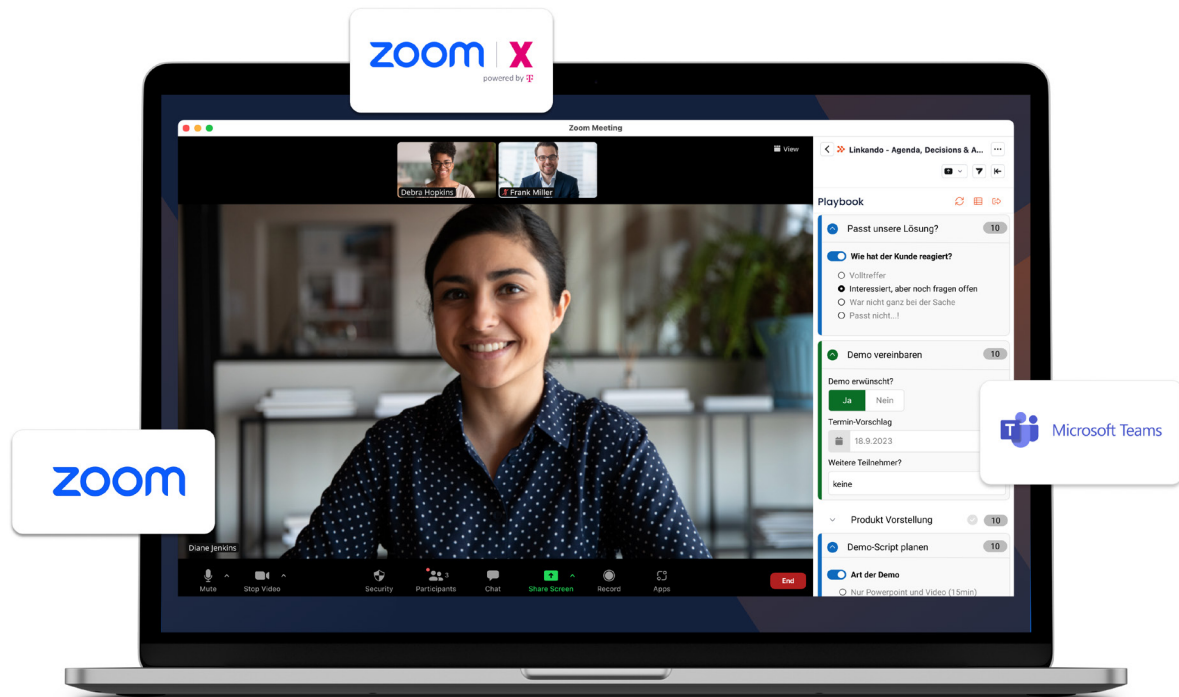 zoom X
powered by T
Zoom Meeting
View
Debra Hopkins
Frank Miller
Linkando - Agenda, Decisions & A...
Playbook
Passt unsere Lösung? 10
Wie hat der Kunde reagiert?
Volltreffer
Interessiert, aber noch fragen offen
War nicht ganz bei der Sache
Passt nicht...!
Demo vereinbaren 10
Demo erwünscht?
Ja Nein
Termin-Vorschlag
18.9.2023
Weitere Teilnehmer?
keine
Produkt Vorstellung 10
Demo-Script planen 10
Art der Demo
Nur Powerpoint und Video (15min)
Microsoft Teams
zoom
Diane Jenkins
Mute
Stop Video
Security
3
Participants
Chat
Share Screen
Record
Apps
End